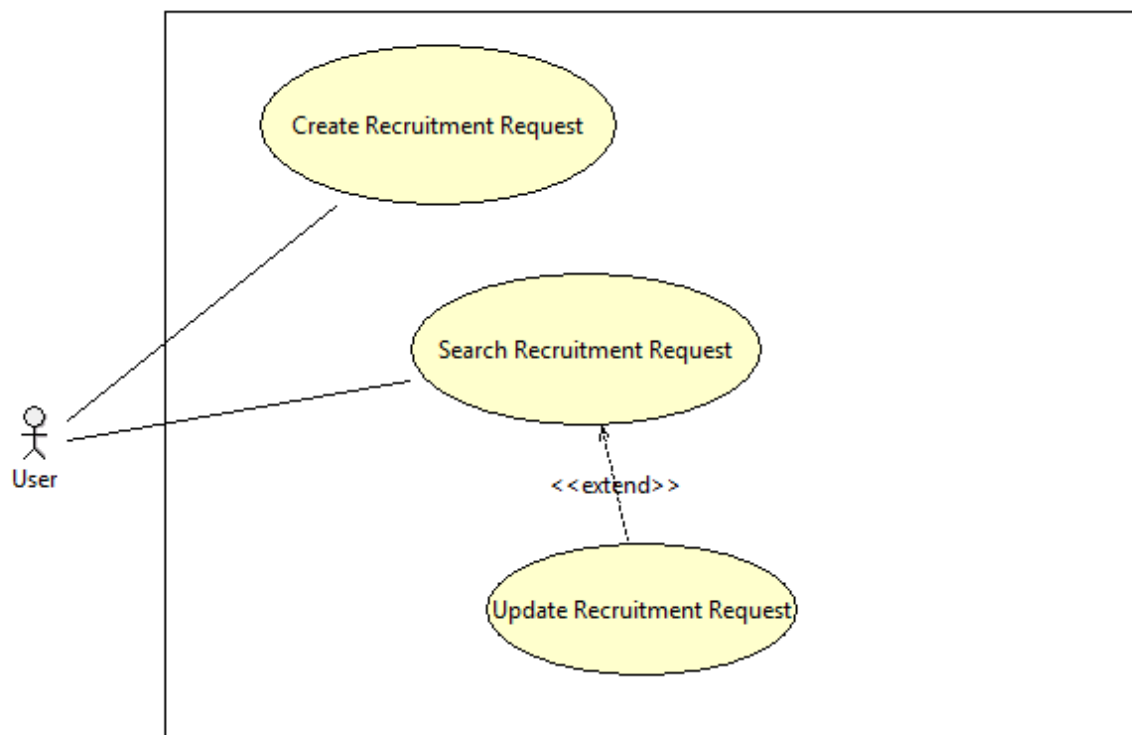 Create Recruitment Request
Search Recruitment Request
User
<<extend>>
Update Recruitment Request